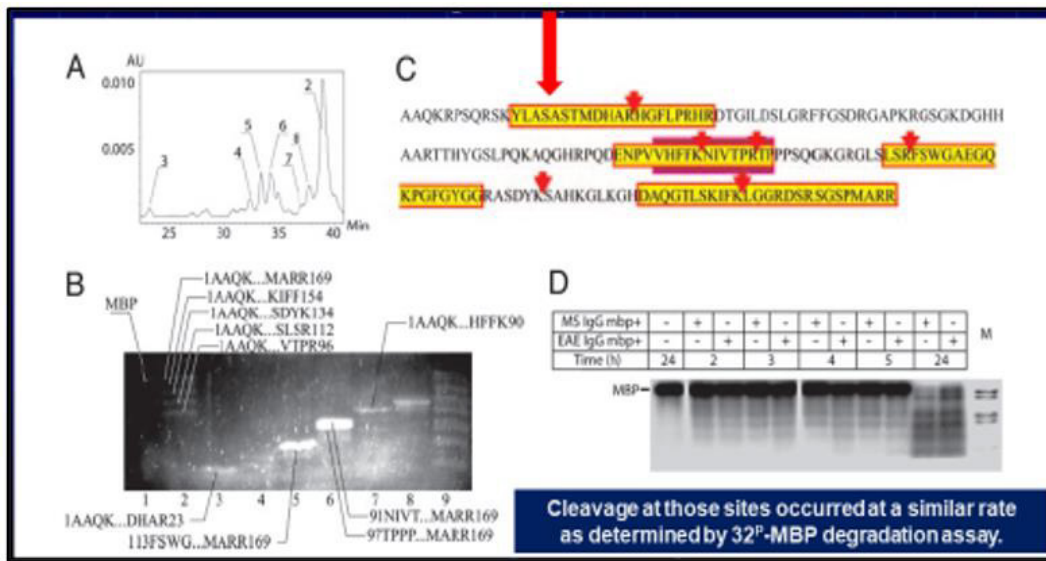 A
AU
0.010
0.005
2
5
6
4
8
7
3
25
30
35
40
Min
C
AAQKRPSQRSKYLASASTMDHARHGFLPRHRDTGILDSLGRFFGSDRGAPKRGSGKDGHH
AARTTHYGSLPQKAQGHRPQDENPVVHFFKNIVTPRTPPPSQGKGRGLSLSRFSWGAEGQ
KPGFGYGGRASDYKSAHKGLKGHDAQGTLSKIFKLGGRDSRSGSPMARR
B
MBP
1AAQK...MARR169
1AAQK...KIFF154
1AAQK...SDYK134
1AAQK...SLSR112
1AAQK...VTPR96
1AAQK...HFFK90
1 2 3 4 5 6 7 8 9
1AAQK...DHAR23
113FSWG...MARR169
91NIVT...MARR169
97TPPP...MARR169
D
MS IgG mbp+ - + - + - + - + - + -
EAE IgG mbp+ - - + - + - + - + - +
Time (h) 24 2 3 4 5 24
M
MBP-
Cleavage at those sites occurred at a similar rate
as determined by 32P-MBP degradation assay.